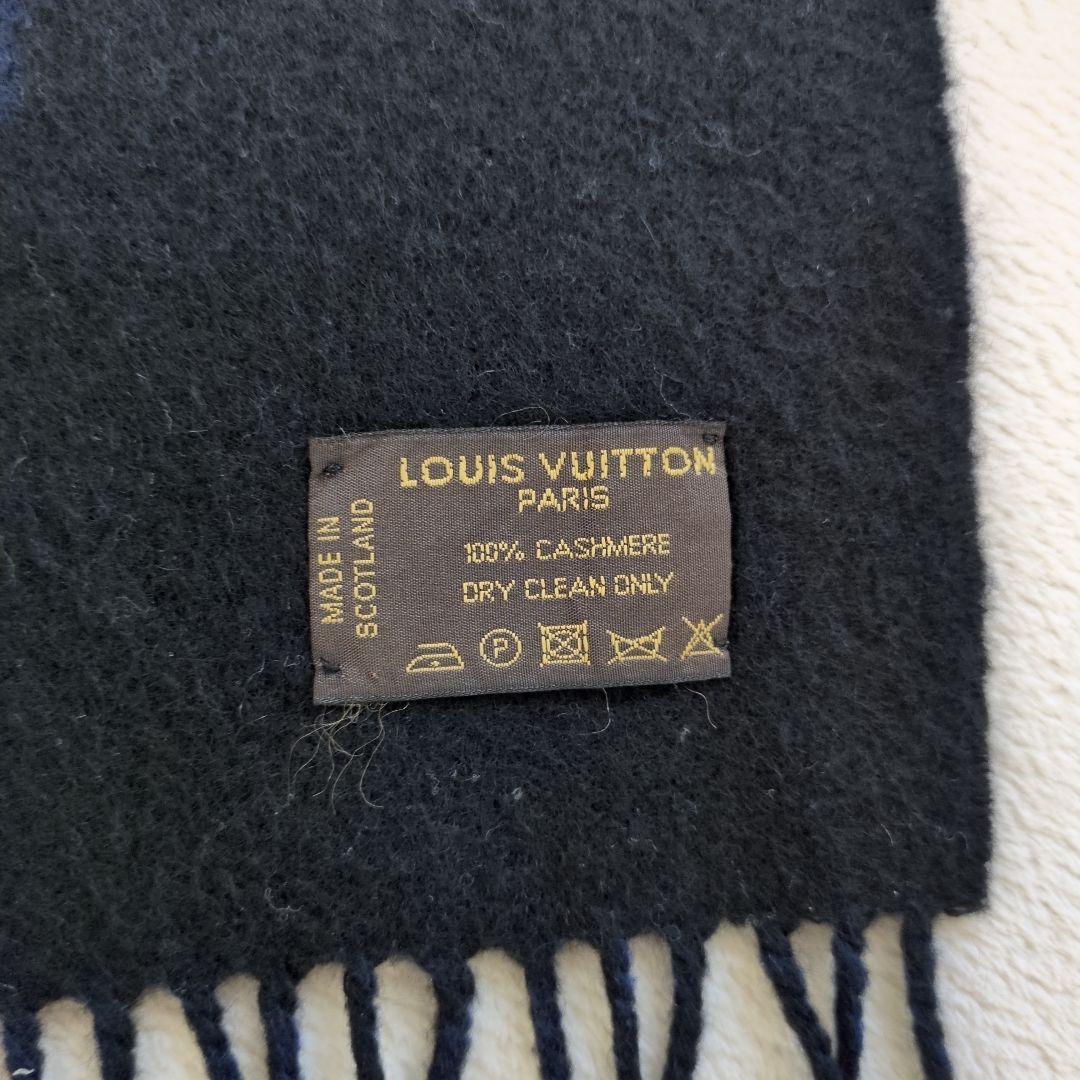 LOUIS VUITTON
PARIS
100% CASHMERE
DRY CLEAN ONLY
P
MADE IN
SCOTLAND